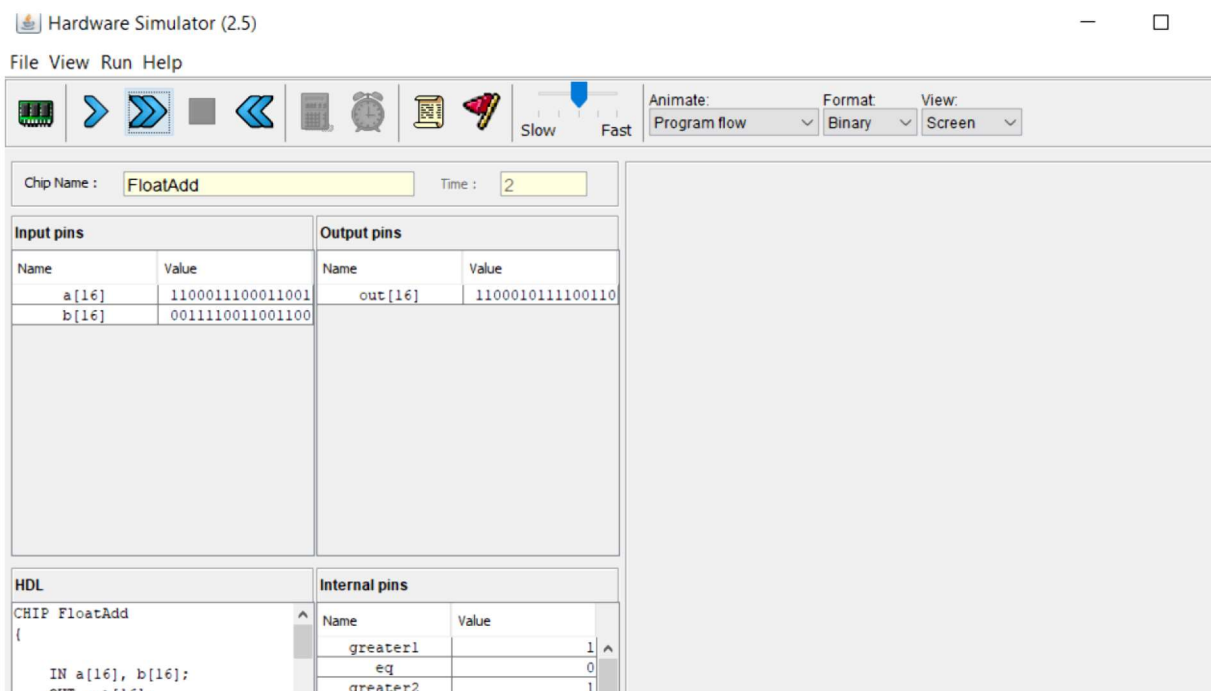 Hardware Simulator (2.5)
File View Run Help
Slow Fast
Animate: Format: View:
Program flow Binary Screen
Chip Name : FloatAdd Time : 2
Input pins Output pins
Name Value Name Value
a[16] 1100011100011001 out[16] 1100010111100110
b[16] 0011110011001100
HDL Internal pins
CHIP FloatAdd
{
Name Value
greater1 1
eq 0
IN a[16], b[16];
greater2 1